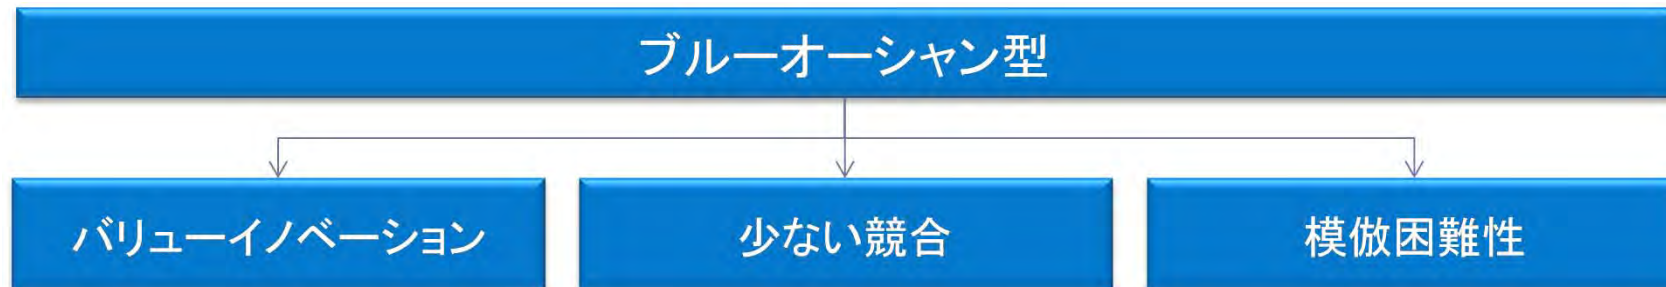 ブルーオーシャン型
バリューイノベーション
少ない競合
模倣困難性